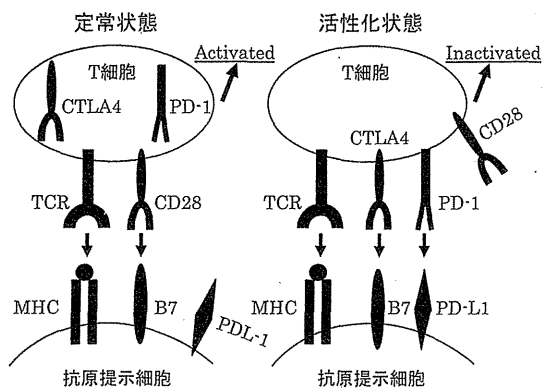 定常状態
Activated
T細胞
CTLA4
PD-1
TCR
CD28
MHC
B7
PDL-1
抗原提示細胞
活性化状態
Inactivated
T細胞
CTLA4
CD28
TCR
PD-1
MHC
B7
PD-L1
抗原提示細胞